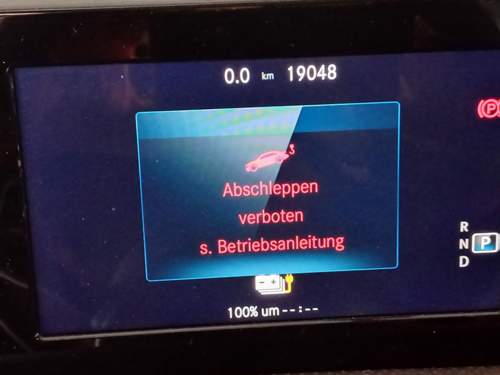 0.0 km 19048
Abschleppen
verboten
s. Betriebsanleitung
R
N P
D
100% um --:--